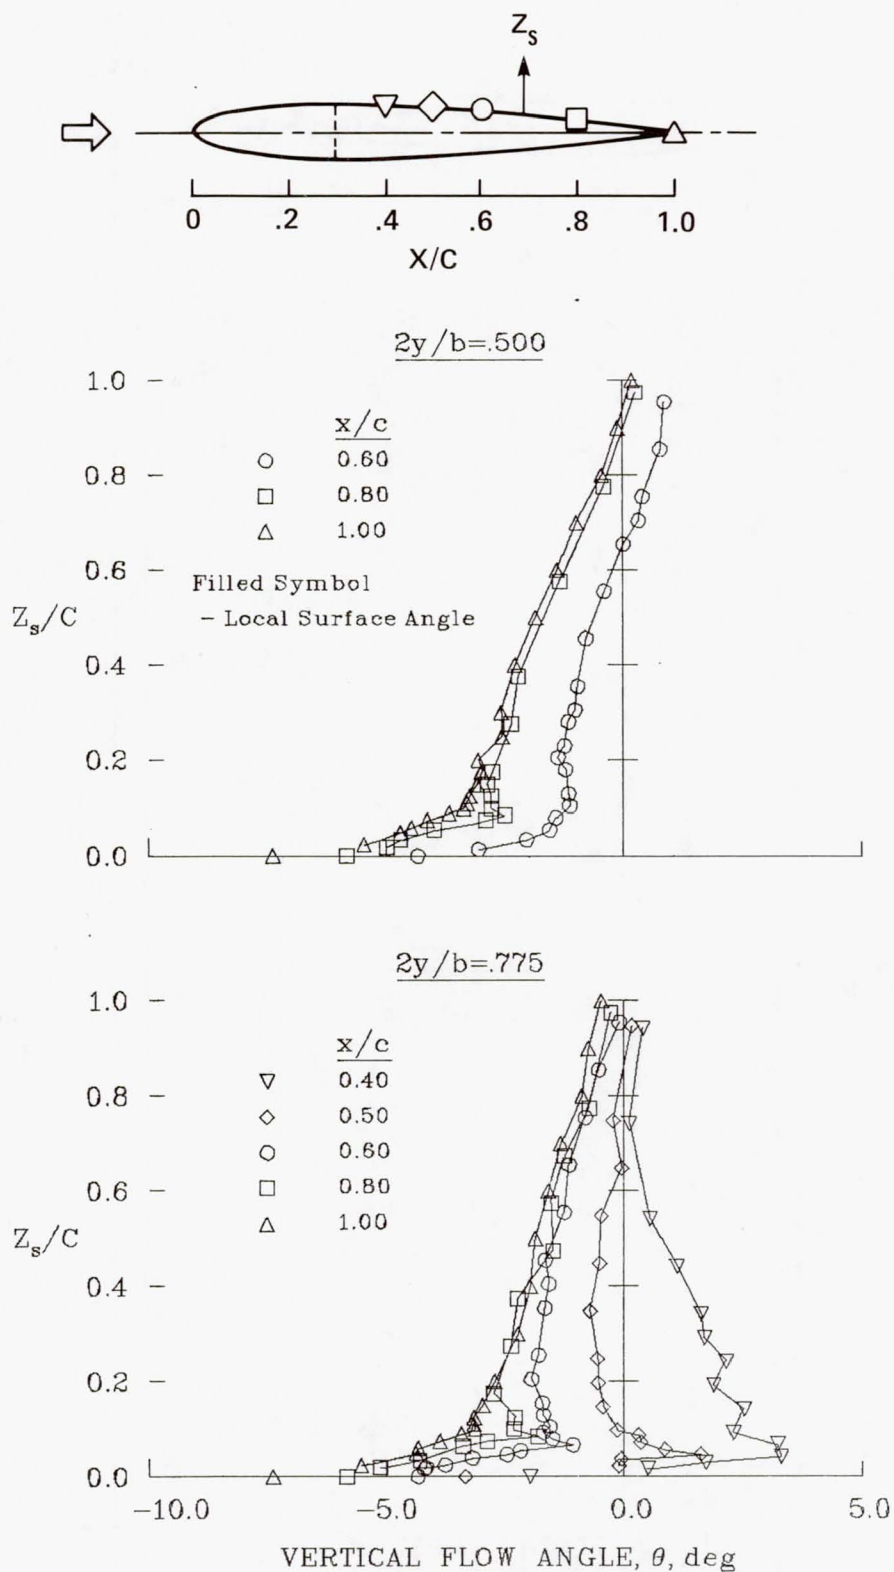 Zs
0 .2 .4 .6 .8 1.0
X/C
2y/b=.500
1.0
x/c
0.60
0.8
0.80
1.00
0.6
Filled Symbol
Zs/C
– Local Surface Angle
0.4
0.2
0.0
2y/b=.775
1.0
x/c
0.40
0.8
0.50
0.60
0.6
0.80
Zs/C
1.00
0.4
0.2
0.0
−10.0 −5.0 0.0 5.0
VERTICAL FLOW ANGLE, θ, deg